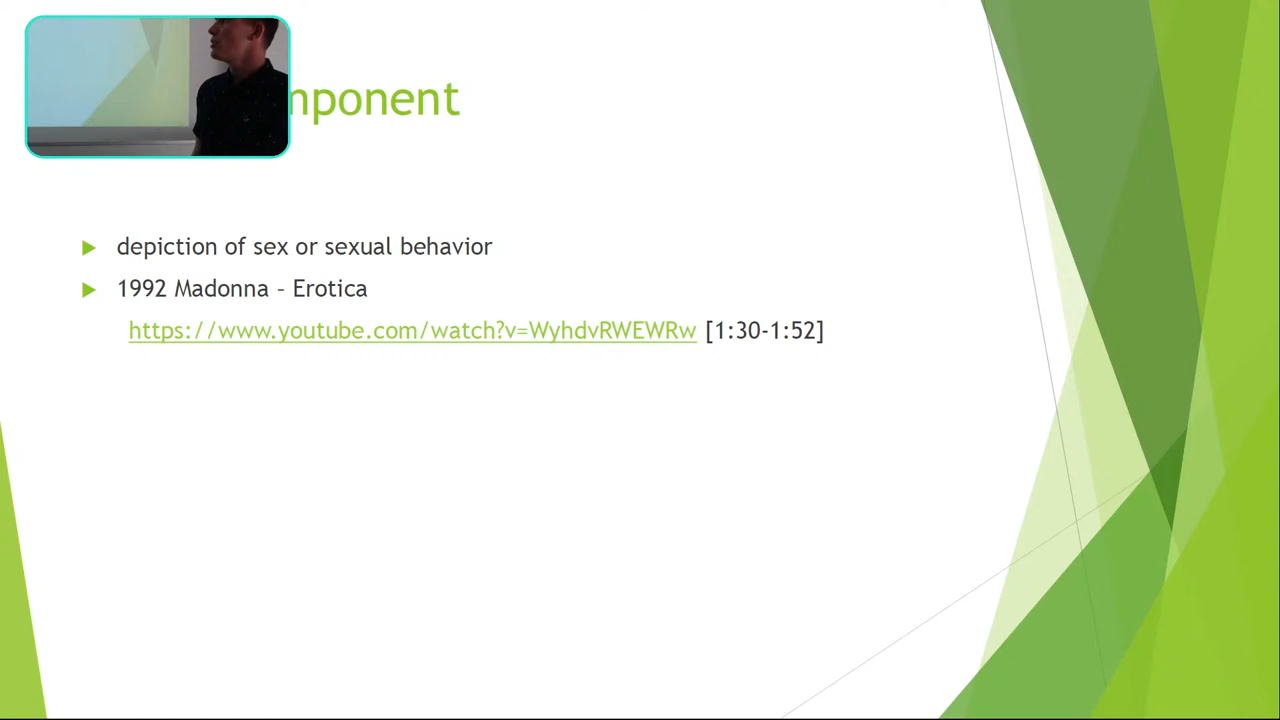 mponent
depiction of sex or sexual behavior
1992 Madonna – Erotica
https://www.youtube.com/watch?v=WyhdvRWEWRw [1:30-1:52]